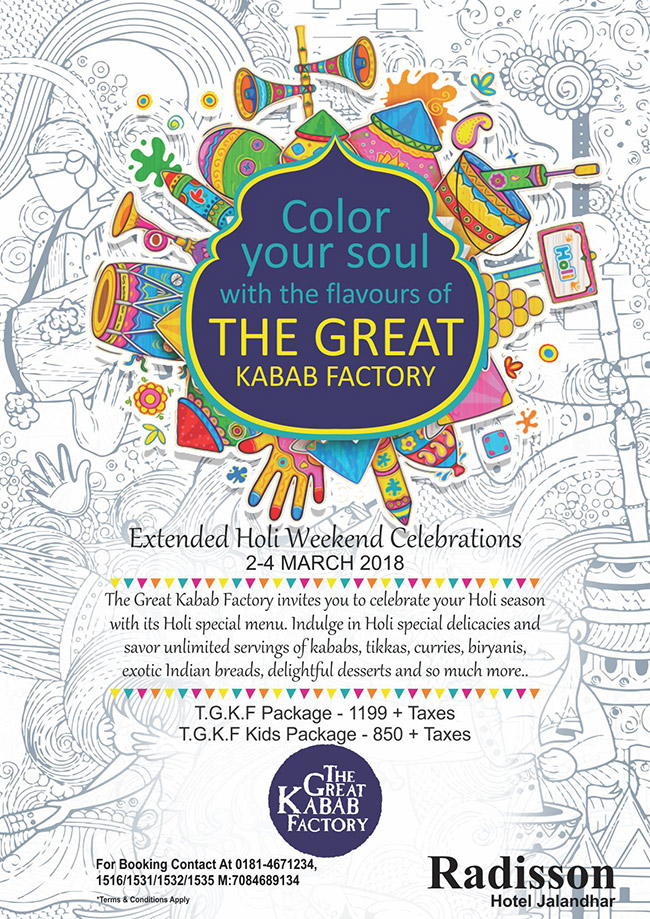 Color
your soul
with the flavours of
THE GREAT
KABAB FACTORY
Holi
Extended Holi Weekend Celebrations
2-4 MARCH 2018
The Great Kabab Factory invites you to celebrate your Holi season
with its Holi special menu. Indulge in Holi special delicacies and
savor unlimited servings of kababs, tikkas, curries, biryanis,
exotic Indian breads, delightful desserts and so much more..
T.G.K.F Package - 1199 + Taxes
T.G.K.F Kids Package - 850 + Taxes
THE
GREAT
KABAB
FACTORY
For Booking Contact At 0181-4671234,
1516/1531/1532/1535 M:7084689134
*Terms & Conditions Apply
Radisson
Hotel Jalandhar